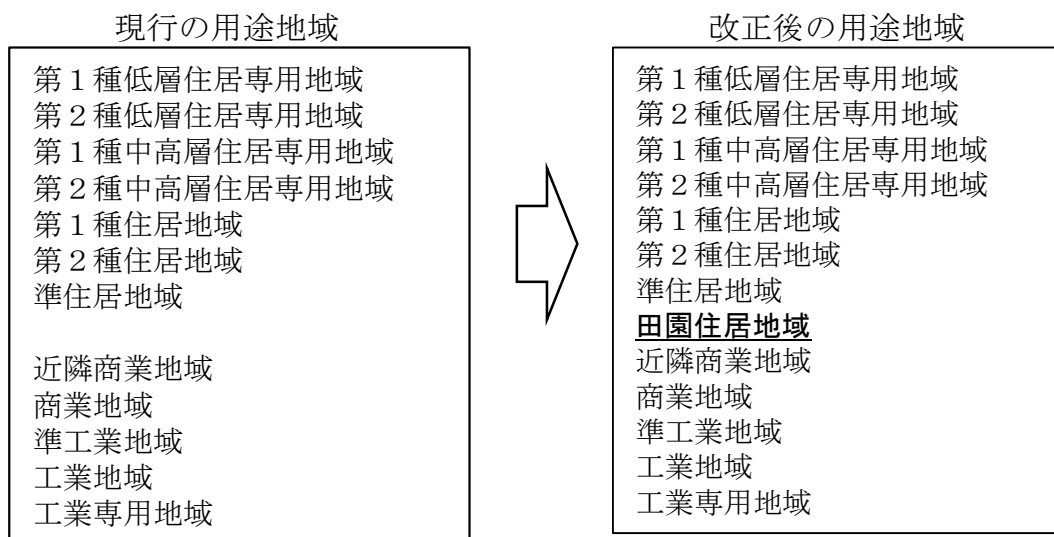 現行の用途地域
第１種低層住居専用地域
第２種低層住居専用地域
第１種中高層住居専用地域
第２種中高層住居専用地域
第１種住居地域
第２種住居地域
準住居地域
近隣商業地域
商業地域
準工業地域
工業地域
工業専用地域
改正後の用途地域
第１種低層住居専用地域
第２種低層住居専用地域
第１種中高層住居専用地域
第２種中高層住居専用地域
第１種住居地域
第２種住居地域
準住居地域
田園住居地域
近隣商業地域
商業地域
準工業地域
工業地域
工業専用地域